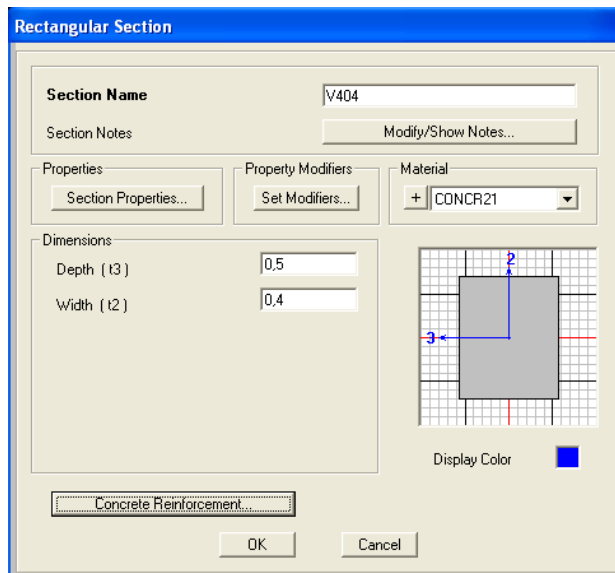 Rectangular Section
Section Name
V404
Section Notes
Modify/Show Notes...
Properties
Section Properties...
Property Modifiers
Set Modifiers...
Material
+
CONCR21
Dimensions
Depth ( t3 )
0,5
Width ( t2 )
0,4
2
3
Display Color
Concrete Reinforcement...
OK
Cancel